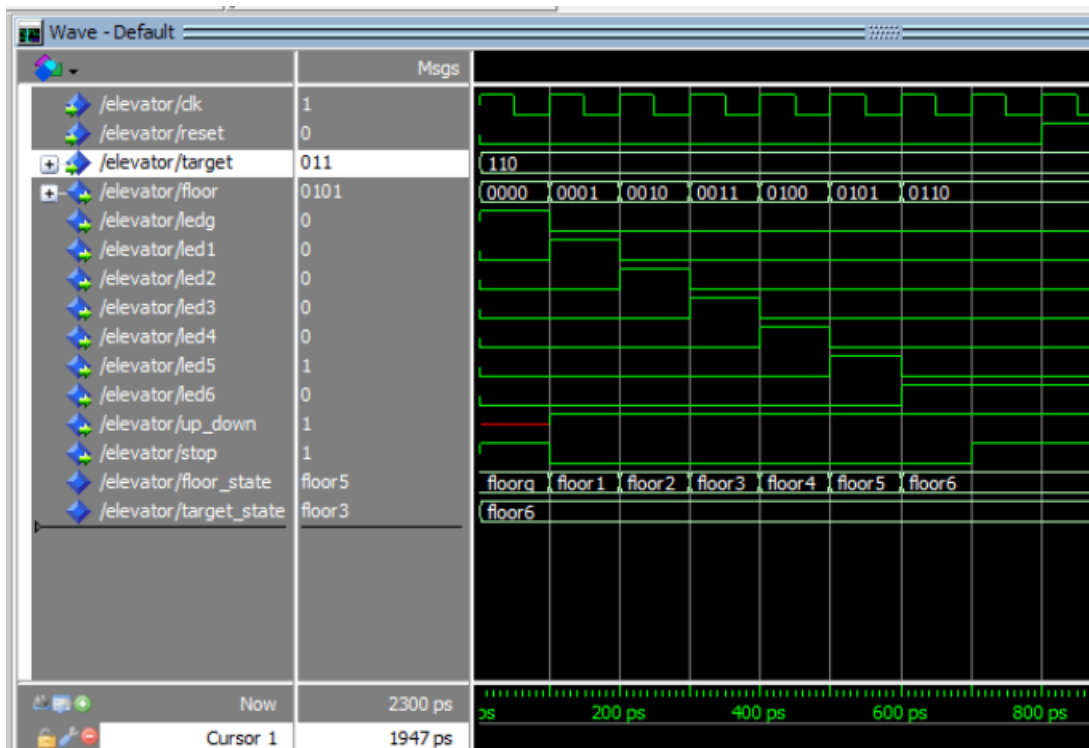 Wave - Default
Msgs
/elevator/clk 1
/elevator/reset 0
/elevator/target 011 110
/elevator/floor 0101 0000 0001 0010 0011 0100 0101 0110
/elevator/ledg 0
/elevator/led1 0
/elevator/led2 0
/elevator/led3 0
/elevator/led4 0
/elevator/led5 1
/elevator/led6 0
/elevator/up_down 1
/elevator/stop 1
/elevator/floor_state floor5 floorg floor1 floor2 floor3 floor4 floor5 floor6
/elevator/target_state floor3 floor6
Now 2300 ps ps 200 ps 400 ps 600 ps 800 ps
Cursor 1 1947 ps